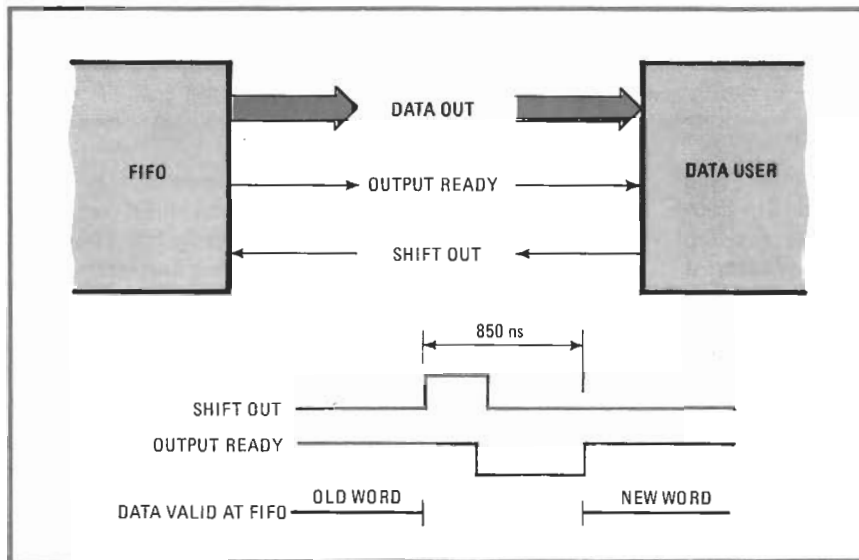 DATA OUT
FIFO
DATA USER
OUTPUT READY
SHIFT OUT
850 ns
SHIFT OUT
OUTPUT READY
OLD WORD
NEW WORD
DATA VALID AT FIFO